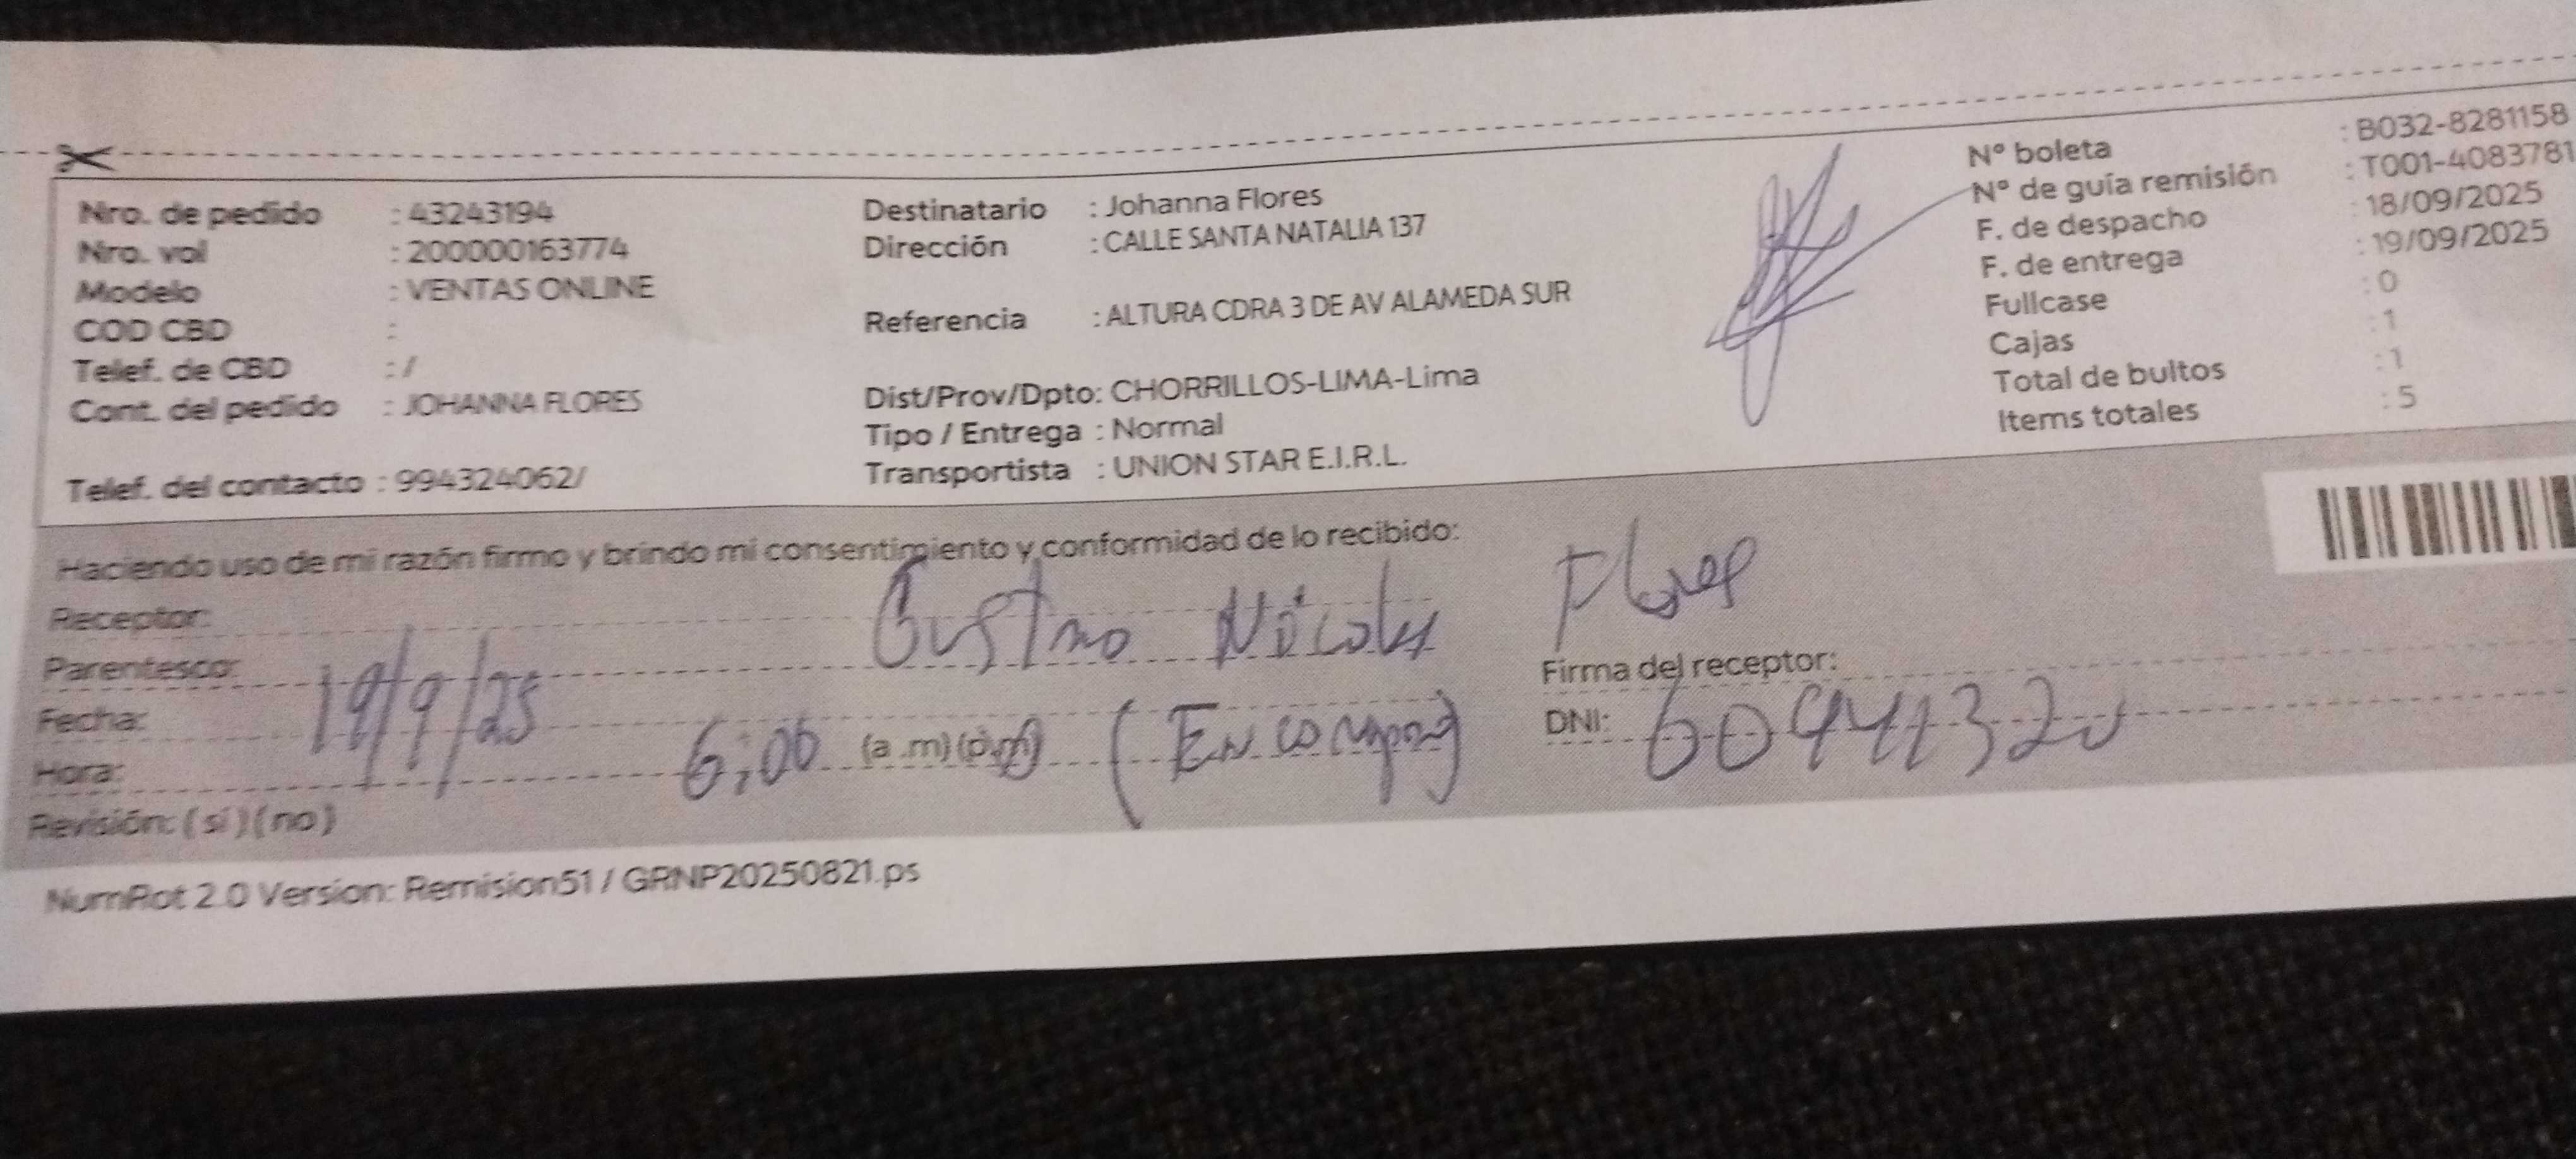 Nro. de pedido : 43243194
Nro. vol : 200000163774
Modelo : VENTAS ONLINE
COD CBD :
Telef. de CBD : /
Cont. del pedido : JOHANNA FLORES
Telef. del contacto : 994324062/
Destinatario : Johanna Flores
Dirección : CALLE SANTA NATALIA 137
Referencia : ALTURA CDRA 3 DE AV ALAMEDA SUR
Dist/Prov/Dpto: CHORRILLOS-LIMA-Lima
Tipo / Entrega : Normal
Transportista : UNION STAR E.I.R.L.
Nº boleta : B032-8281158
Nº de guía remisión : T001-4083781
F. de despacho : 18/09/2025
F. de entrega : 19/09/2025
Fullcase : 0
Cajas : 1
Total de bultos : 1
Items totales : 5
Haciendo uso de mi razón firmo y brindo mi consentimiento y conformidad de lo recibido:
Receptor: Flores
Parentesco:
Firma del receptor:
Fecha: 19/9/25
DNI:
Hora: 6:00 (a .m) (p.m)
Revisión: ( sí ) ( no )
NumRot 2.0 Version: Remision51 / GRNP20250821.ps